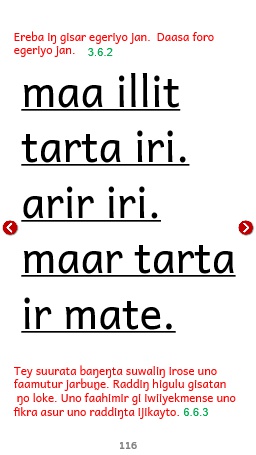 Ereba iŋ gisar egeriyo jan.  Daasa foro
egeriyo jan.   3.6.2
maa illit
tarta iri.
arir iri.
maar tarta
ir mate.
Tey suurata baŋeŋta suwaliŋ irose uno
faamutur jarbuŋe. Raddiŋ higulu gisatan
ŋo loke. Uno faahimir gi iwilyekmense uno
fikra asur uno raddiŋta iJikayto. 6.6.3
116